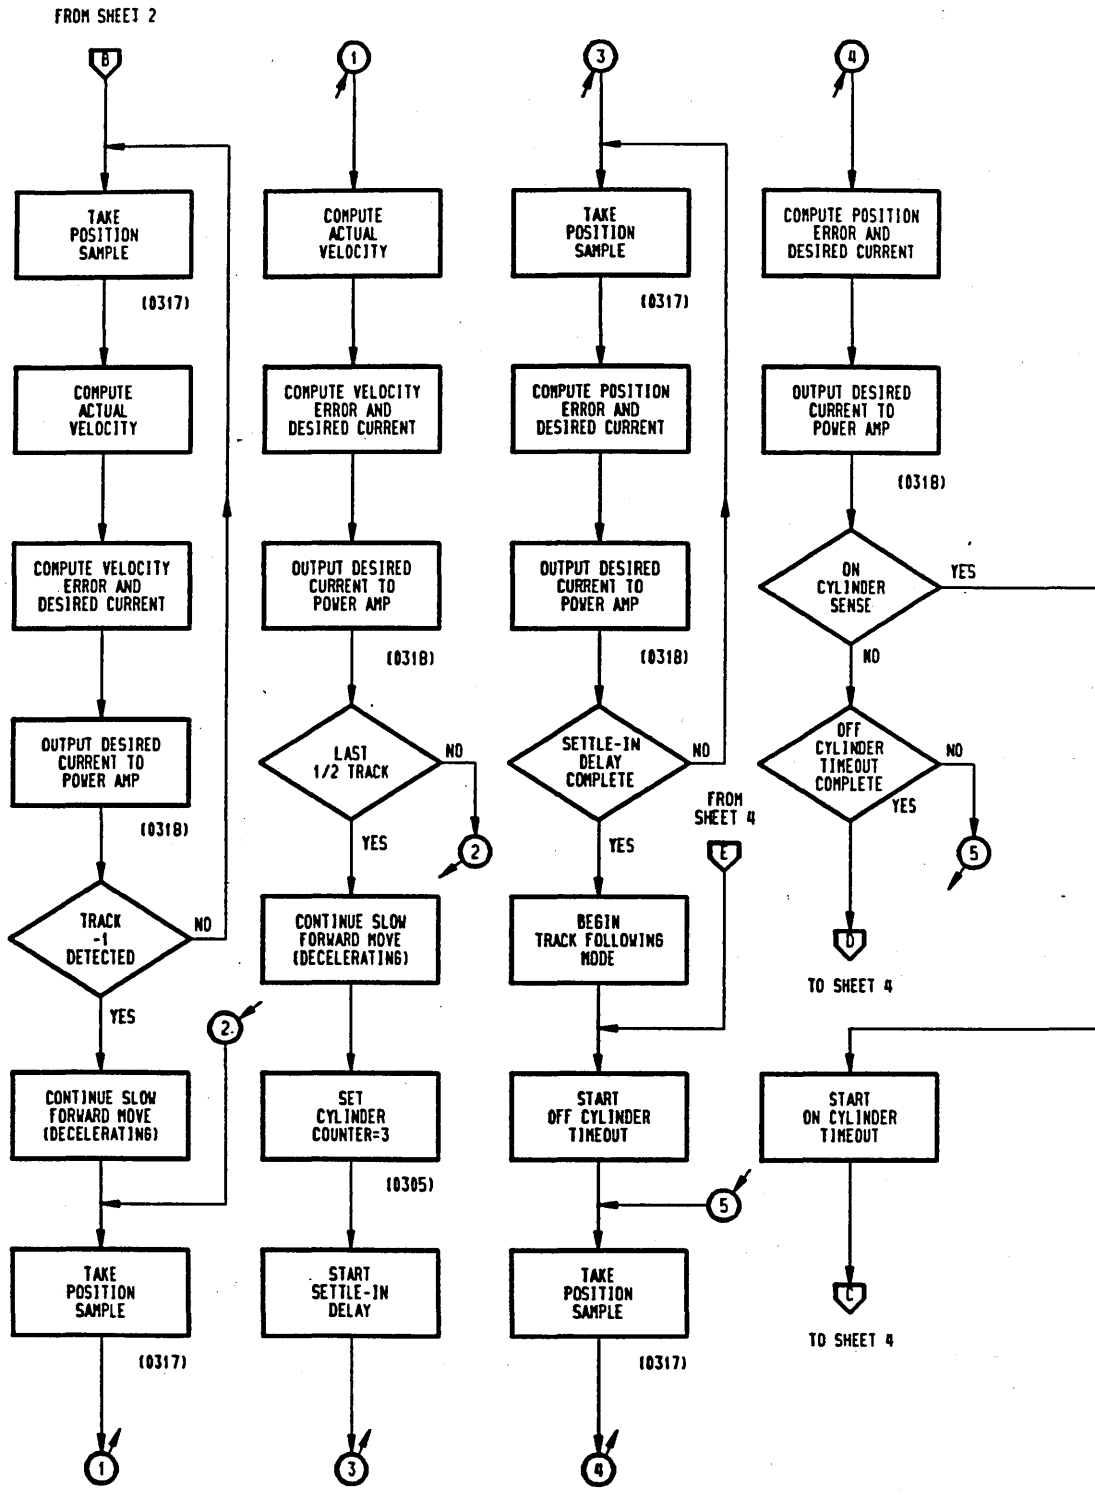 FROM SHEET 2
B
TAKE
POSITION
SAMPLE
(0317)
COMPUTE
ACTUAL
VELOCITY
COMPUTE VELOCITY
ERROR AND
DESIRED CURRENT
OUTPUT DESIRED
CURRENT TO
POWER AMP
(0318)
TRACK
-1
DETECTED
NO
YES
2
CONTINUE SLOW
FORWARD MOVE
(DECELERATING)
TAKE
POSITION
SAMPLE
(0317)
1
1
COMPUTE
ACTUAL
VELOCITY
COMPUTE VELOCITY
ERROR AND
DESIRED CURRENT
OUTPUT DESIRED
CURRENT TO
POWER AMP
(0318)
LAST
1/2 TRACK
NO
2
YES
CONTINUE SLOW
FORWARD MOVE
(DECELERATING)
SET
CYLINDER
COUNTER=3
(0305)
START
SETTLE-IN
DELAY
3
3
TAKE
POSITION
SAMPLE
(0317)
COMPUTE POSITION
ERROR AND
DESIRED CURRENT
OUTPUT DESIRED
CURRENT TO
POWER AMP
(0318)
SETTLE-IN
DELAY
COMPLETE
NO
YES
FROM
SHEET 4
E
BEGIN
TRACK FOLLOWING
MODE
START
OFF CYLINDER
TIMEOUT
5
TAKE
POSITION
SAMPLE
(0317)
4
4
COMPUTE POSITION
ERROR AND
DESIRED CURRENT
OUTPUT DESIRED
CURRENT TO
POWER AMP
(0318)
ON
CYLINDER
SENSE
YES
NO
OFF
CYLINDER
TIMEOUT
COMPLETE
NO
YES
5
D
TO SHEET 4
START
ON CYLINDER
TIMEOUT
C
TO SHEET 4